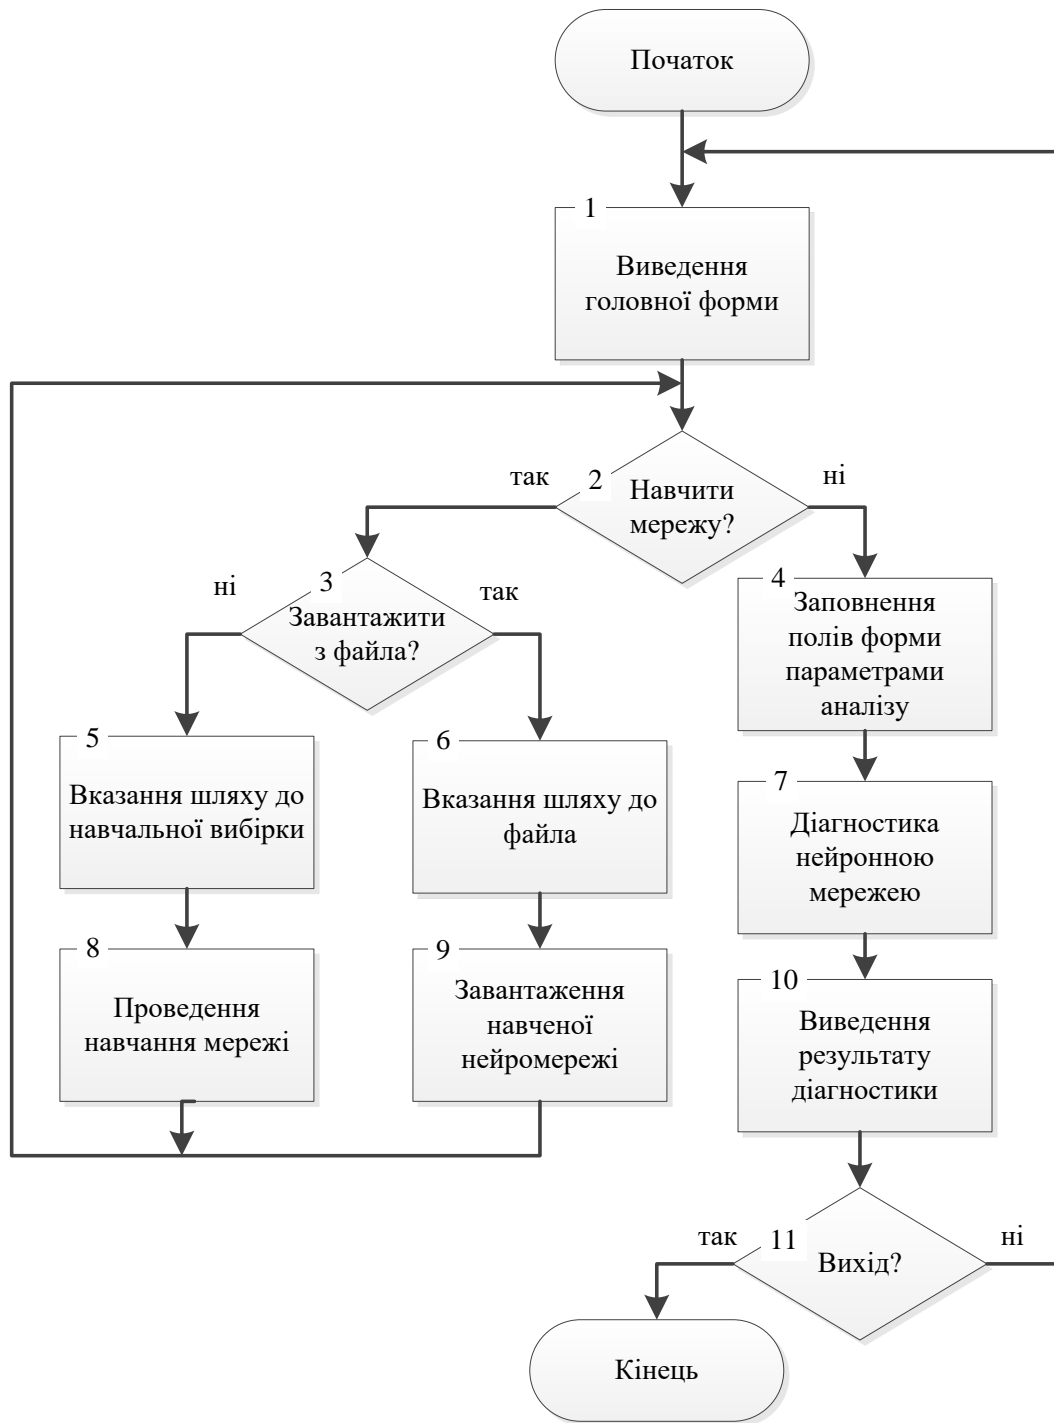 Початок
1
Виведення
головної форми
так
2
Навчити
мережу?
ні
ні
3
Завантажити
з файла?
так
4
Заповнення
полів форми
параметрами
аналізу
5
Вказання шляху до
навчальної вибірки
6
Вказання шляху до
файла
7
Діагностика
нейронною
мережею
8
Проведення
навчання мережі
9
Завантаження
навченої
нейромережі
10
Виведення
результату
діагностики
так
11
Вихід?
ні
Кінець